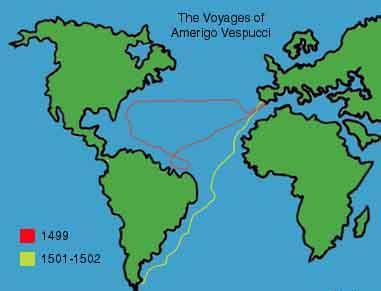 The Voyages of
Amerigo Vespucci
1499
1501-1502